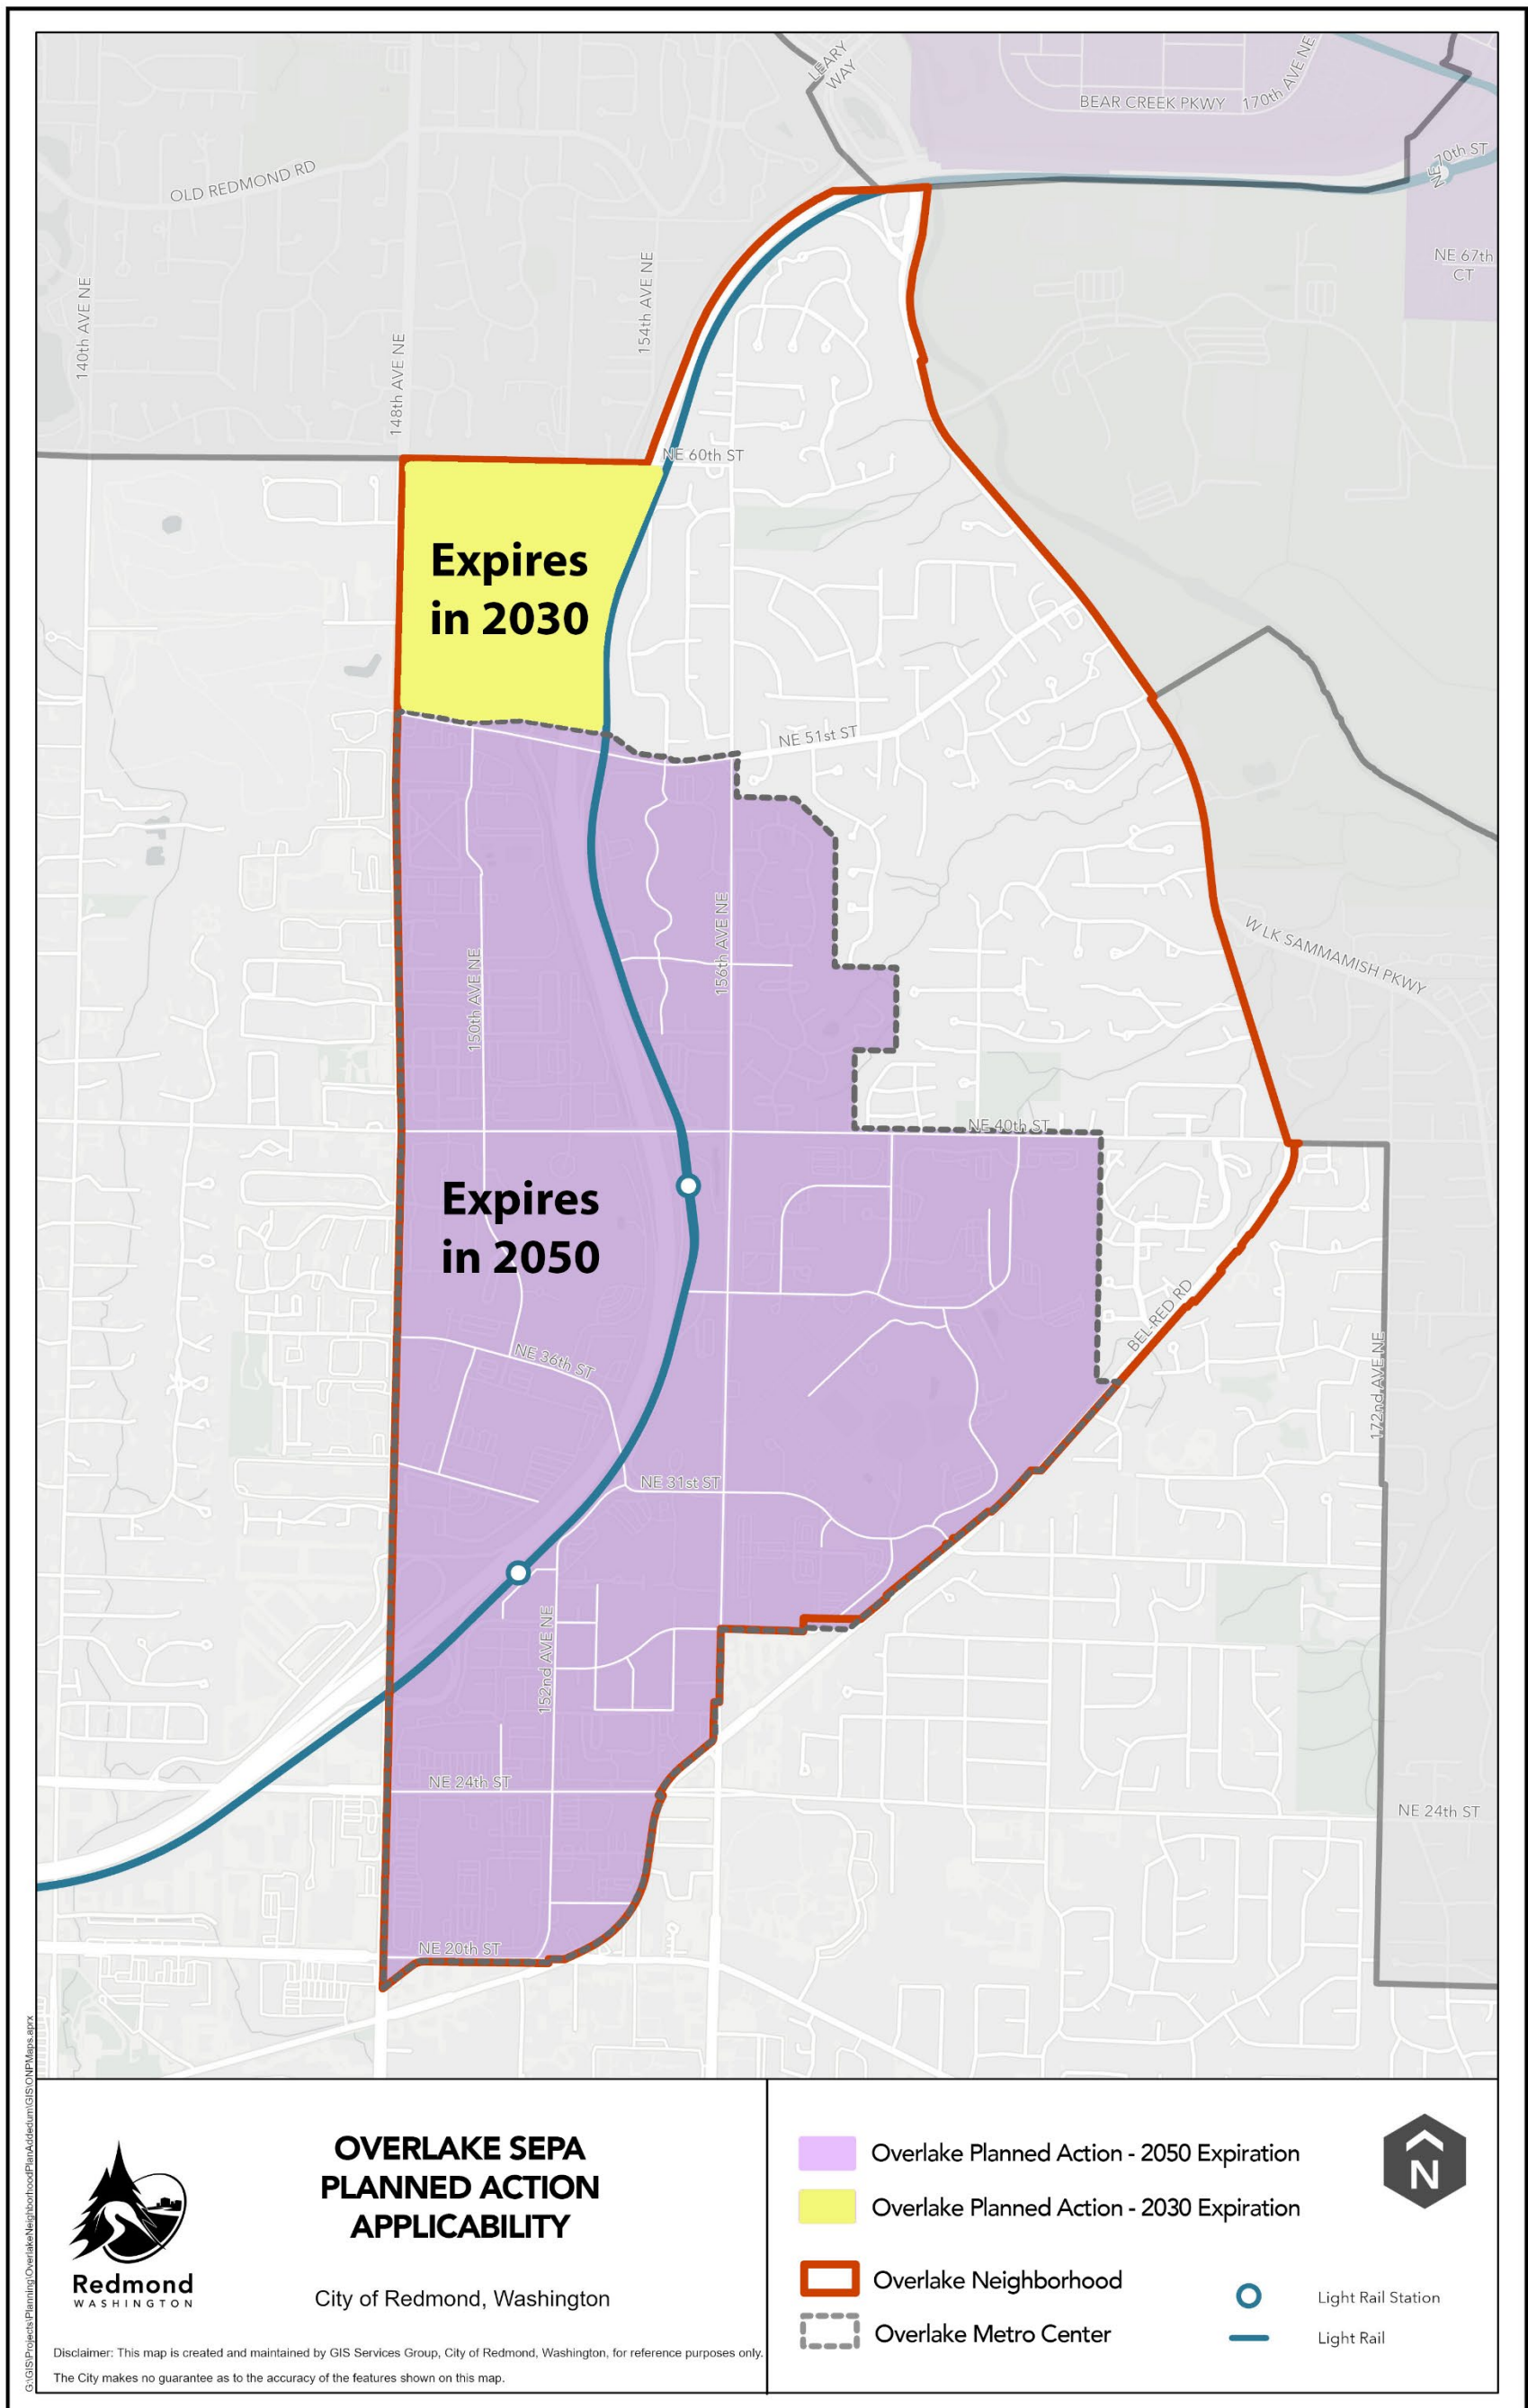 LEARY
WAY
BEAR CREEK PKWY
170th AVE NE
OLD REDMOND RD
NE 70th ST
NE 67th
CT
140th AVE NE
154th AVE NE
148th AVE NE
NE 60th ST
Expires
in 2030
NE 51st ST
156th AVE NE
W LK SAMMAMISH PKWY
150th AVE NE
NE 40th ST
Expires
in 2050
BEL-RED RD
NE 36th ST
172nd AVE NE
NE 31st ST
152nd AVE NE
NE 24th ST
NE 24th ST
NE 20th ST
G:\GIS\Projects\Planning\OverlakeNeighborhoodPlanAddedum\GIS\ONPMaps.aprx
Redmond
WASHINGTON
OVERLAKE SEPA
PLANNED ACTION
APPLICABILITY
City of Redmond, Washington
Disclaimer: This map is created and maintained by GIS Services Group, City of Redmond, Washington, for reference purposes only.
The City makes no guarantee as to the accuracy of the features shown on this map.
Overlake Planned Action - 2050 Expiration
Overlake Planned Action - 2030 Expiration
Overlake Neighborhood
Overlake Metro Center
Light Rail Station
Light Rail
N